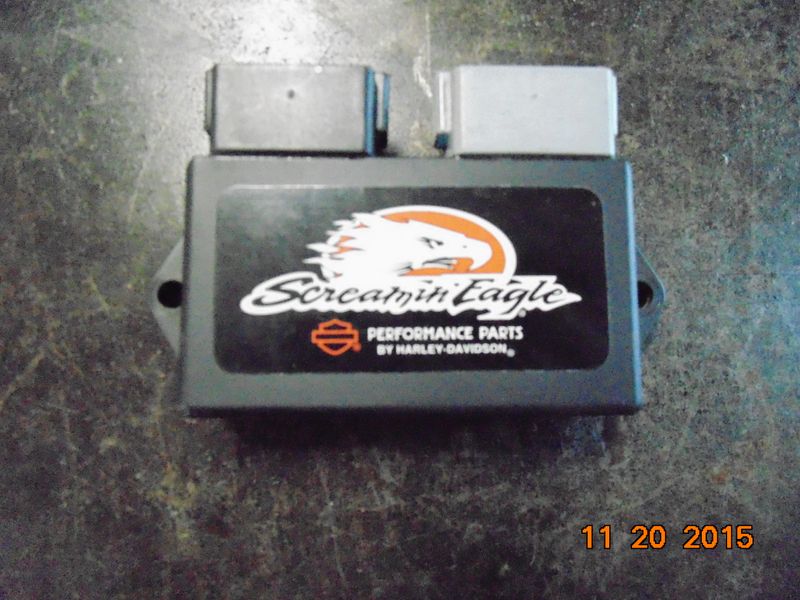 Screamin' Eagle®
PERFORMANCE PARTS
BY HARLEY-DAVIDSON®
11 20 2015